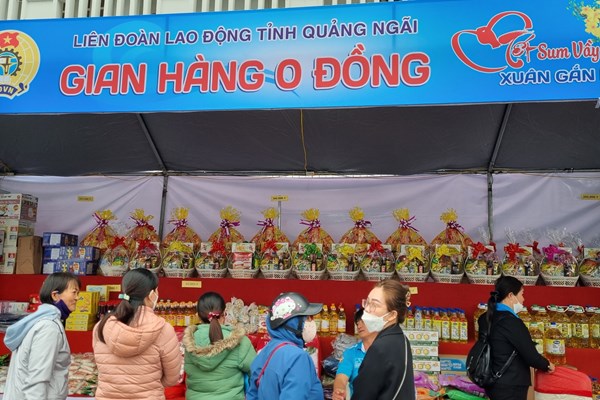 LIÊN ĐOÀN LAO ĐỘNG TỈNH QUẢNG NGÃI
GIAN HÀNG 0 ĐỒNG
Tết Sum Vầy
XUÂN GẮN